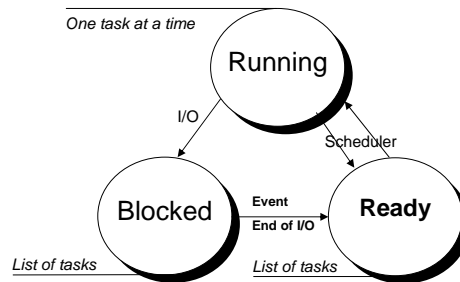 One task at a time
Running
I/O
Scheduler
Blocked
Event
End of I/O
Ready
List of tasks
List of tasks